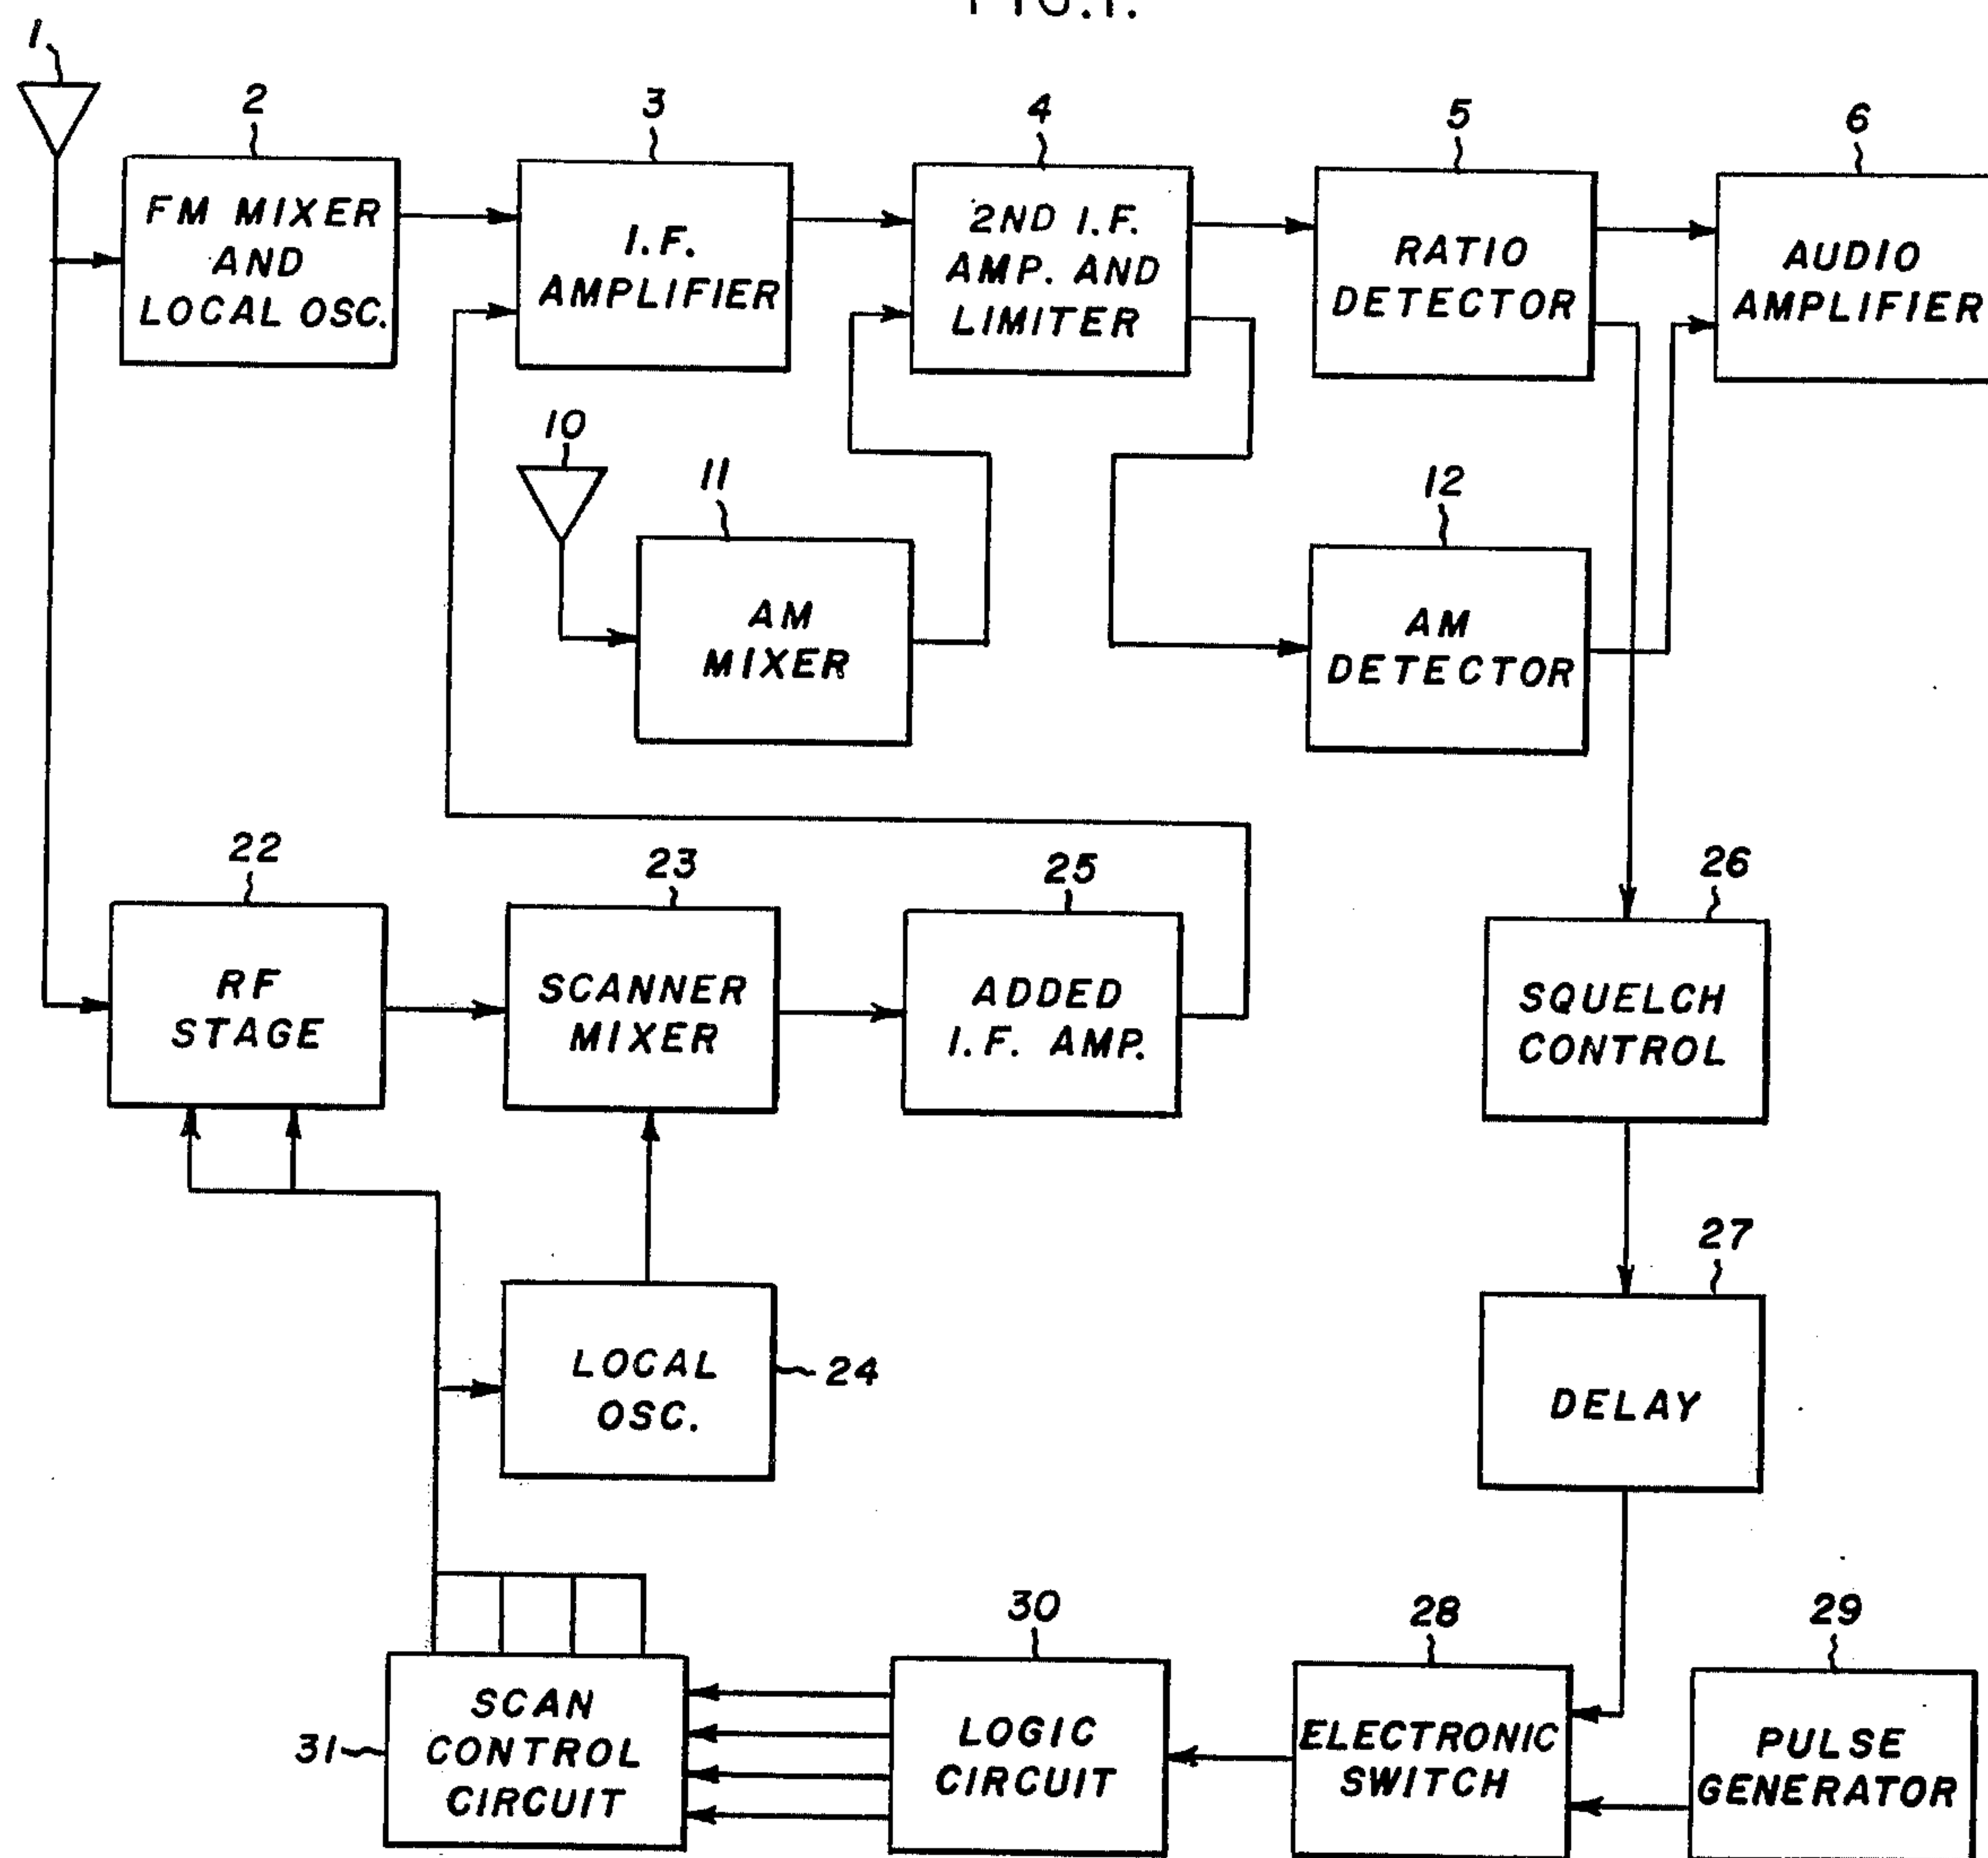 FIG.1.
1
2
3
4
5
6
FM MIXER
AND
LOCAL OSC.
I.F.
AMPLIFIER
2ND I.F.
AMP. AND
LIMITER
RATIO
DETECTOR
AUDIO
AMPLIFIER
10
11
12
AM
MIXER
AM
DETECTOR
22
23
25
26
RF
STAGE
SCANNER
MIXER
ADDED
I.F. AMP.
SQUELCH
CONTROL
27
LOCAL
OSC.
24
DELAY
30
28
29
31
SCAN
CONTROL
CIRCUIT
LOGIC
CIRCUIT
ELECTRONIC
SWITCH
PULSE
GENERATOR